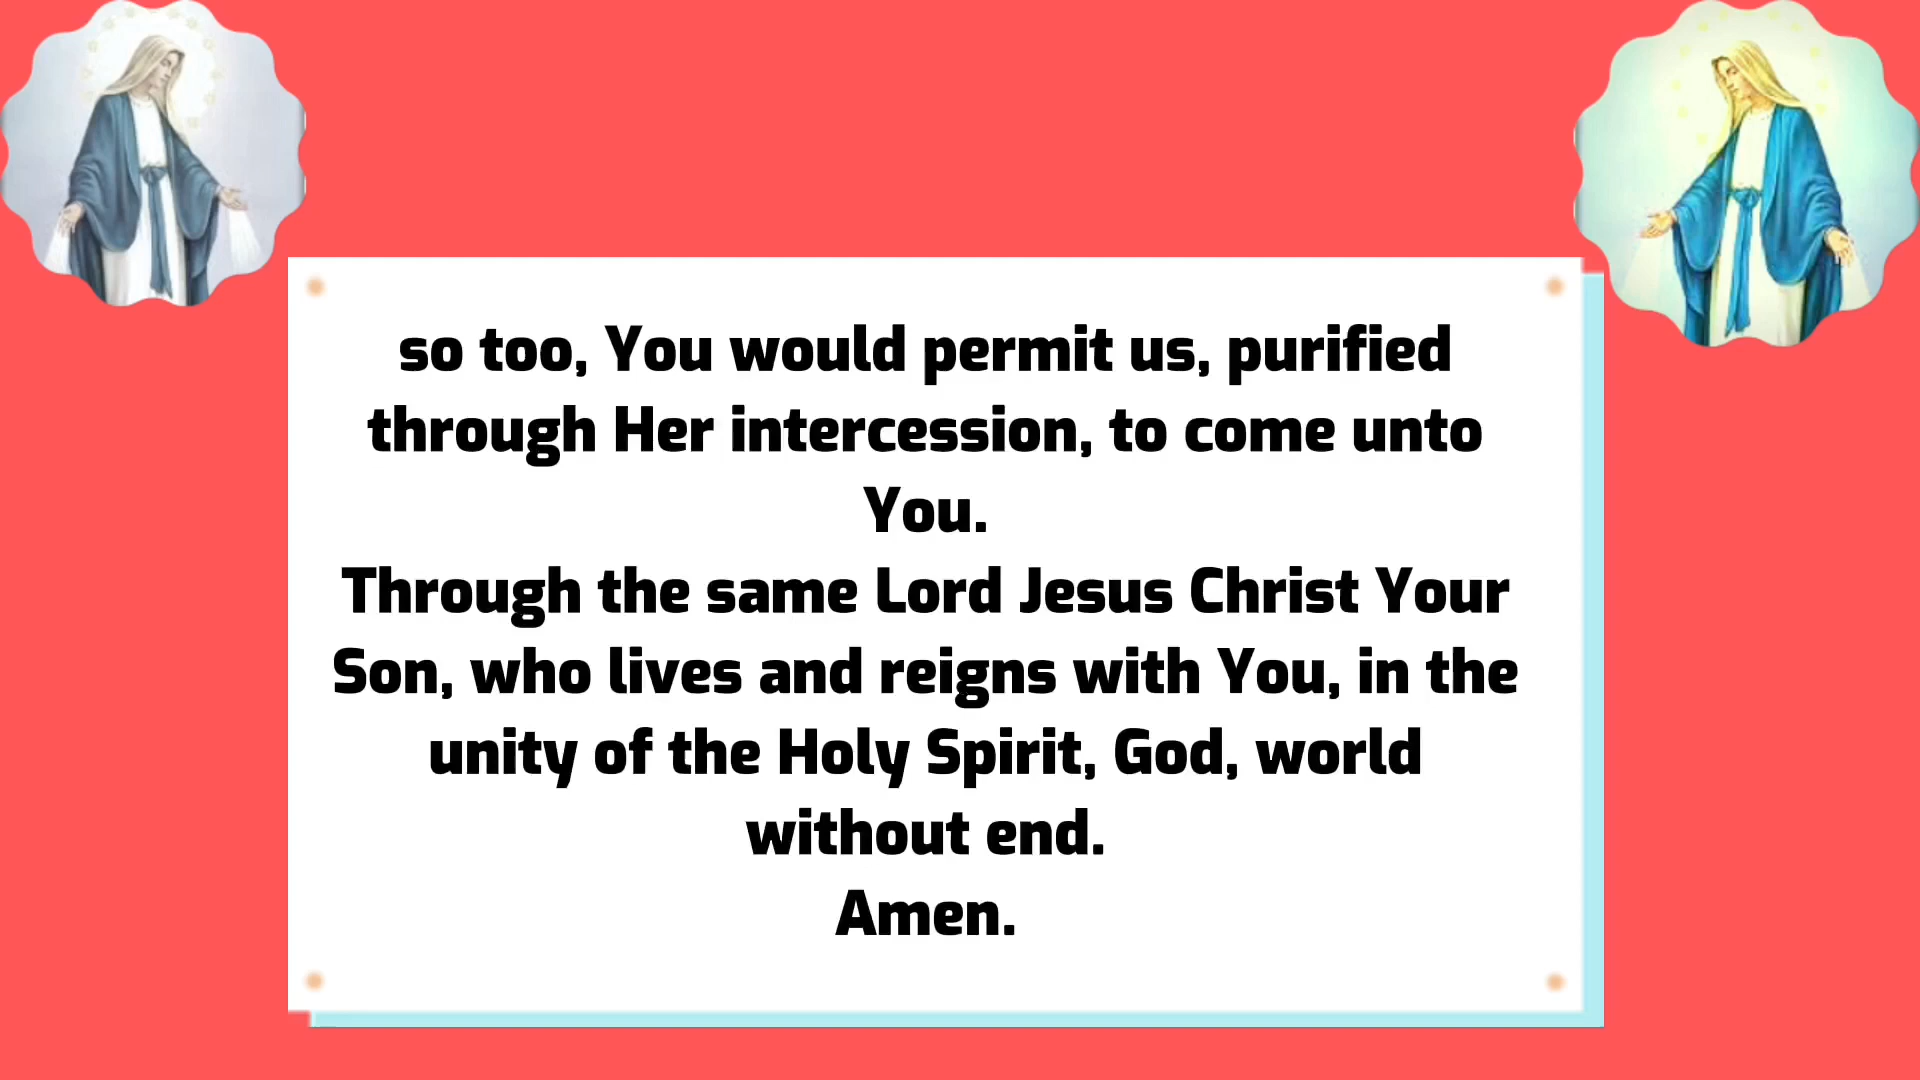 so too, You would permit us, purified
through Her intercession, to come unto
You.
Through the same Lord Jesus Christ Your
Son, who lives and reigns with You, in the
unity of the Holy Spirit, God, world
without end.
Amen.